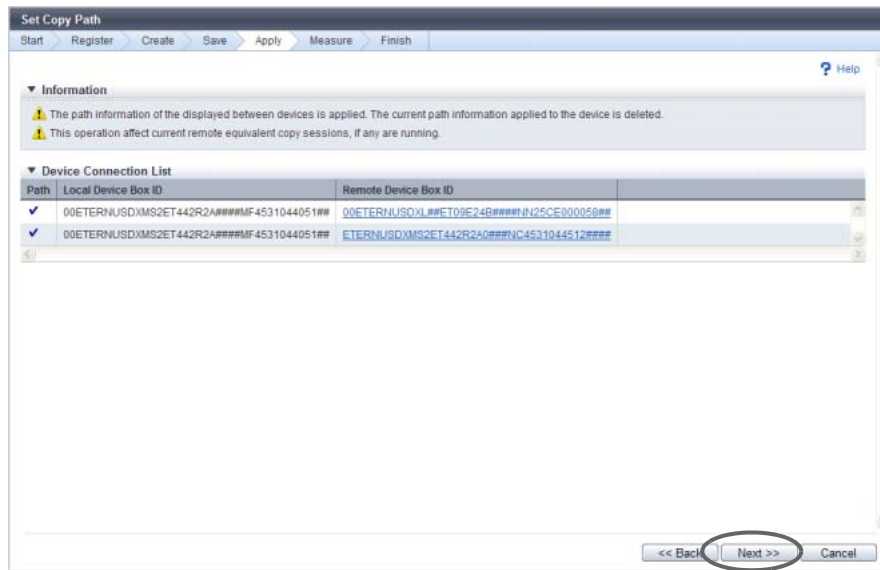 Set Copy Path
Start Register Create Save Apply Measure Finish
? Help
Information
The path information of the displayed between devices is applied. The current path information applied to the device is deleted.
This operation affect current remote equivalent copy sessions, if any are running.
Device Connection List
Path Local Device Box ID Remote Device Box ID
00ETERNUSDXMS2ET442R2A####MF4531044051## 00ETERNUSDXL##ET09E24B####NN25CE000058##
00ETERNUSDXMS2ET442R2A####MF4531044051## ETERNUSDXMS2ET442R2A0###NC4531044512####
<< Back Next >> Cancel